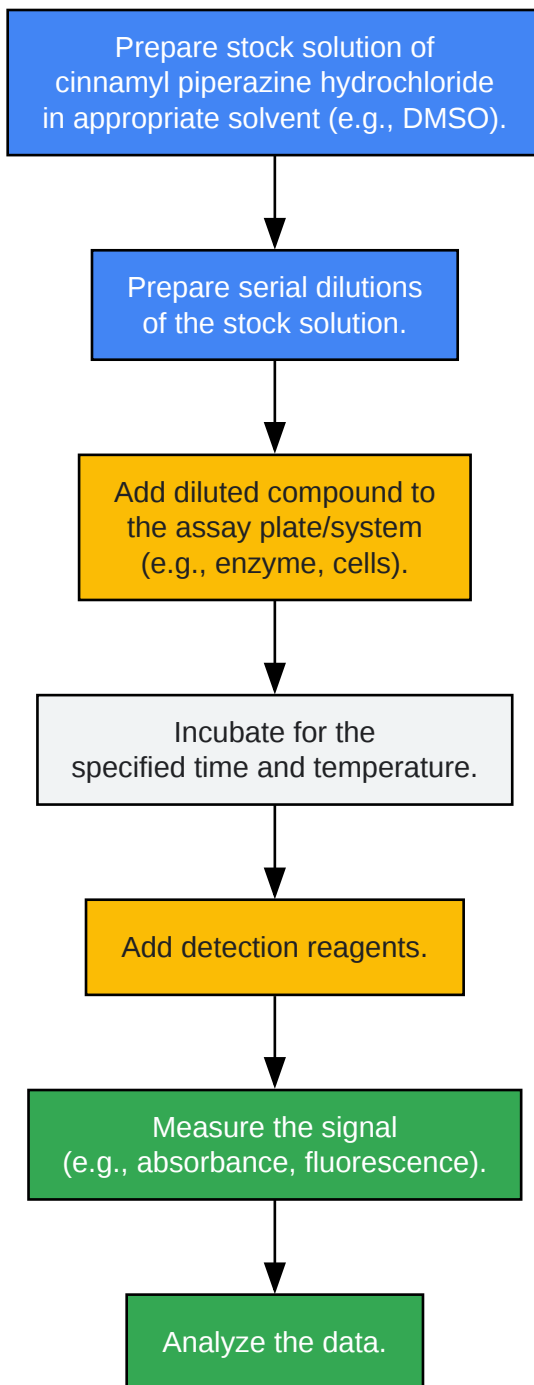 Prepare stock solution of
cinnamyl piperazine hydrochloride
in appropriate solvent (e.g., DMSO).
Prepare serial dilutions
of the stock solution.
Add diluted compound to
the assay plate/system
(e.g., enzyme, cells).
Incubate for the
specified time and temperature.
Add detection reagents.
Measure the signal
(e.g., absorbance, fluorescence).
Analyze the data.